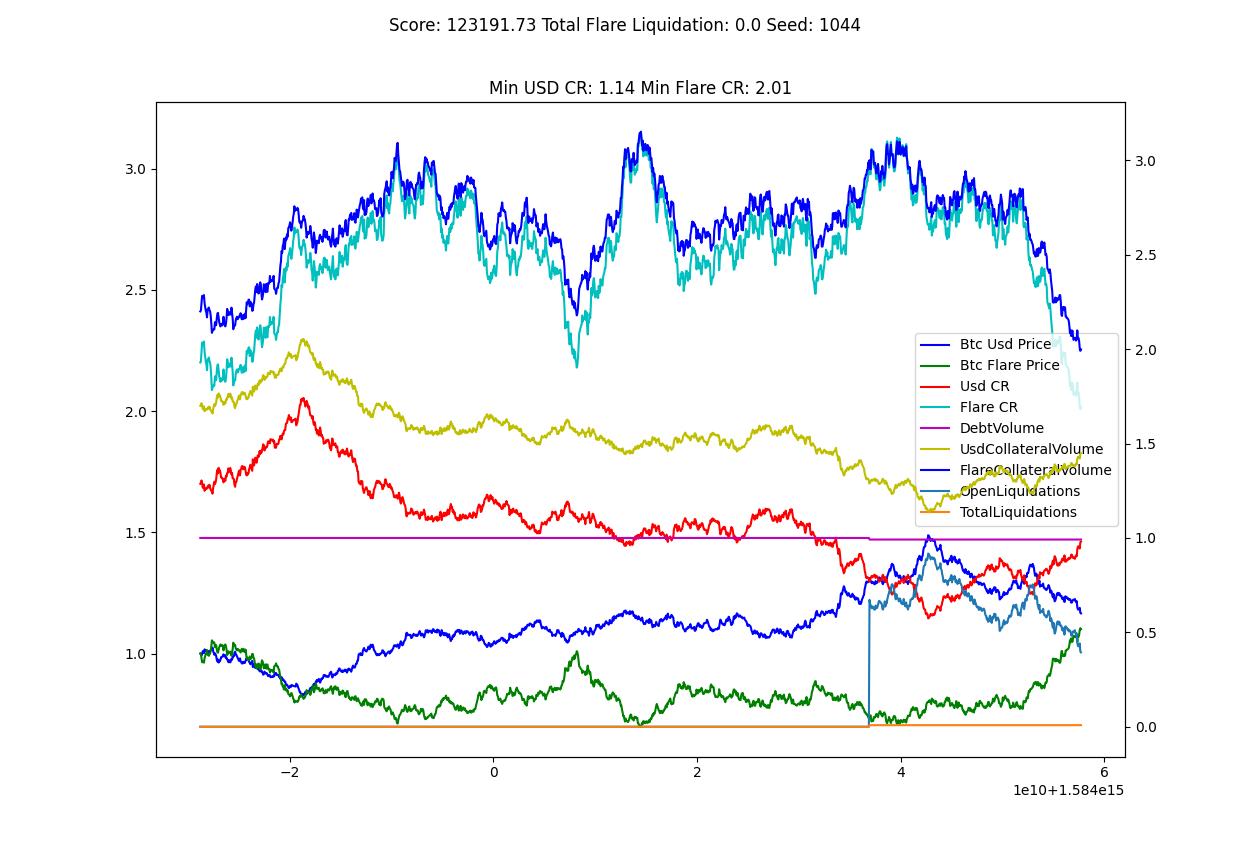 Score: 123191.73 Total Flare Liquidation: 0.0 Seed: 1044
Min USD CR: 1.14 Min Flare CR: 2.01
3.0
2.5
2.0
1.5
1.0
3.0
2.5
2.0
1.5
1.0
0.5
0.0
Btc Usd Price
Btc Flare Price
Usd CR
Flare CR
DebtVolume
UsdCollateralVolume
FlareCollateralVolume
OpenLiquidations
TotalLiquidations
−2 0 2 4 6
1e10+1.584e15